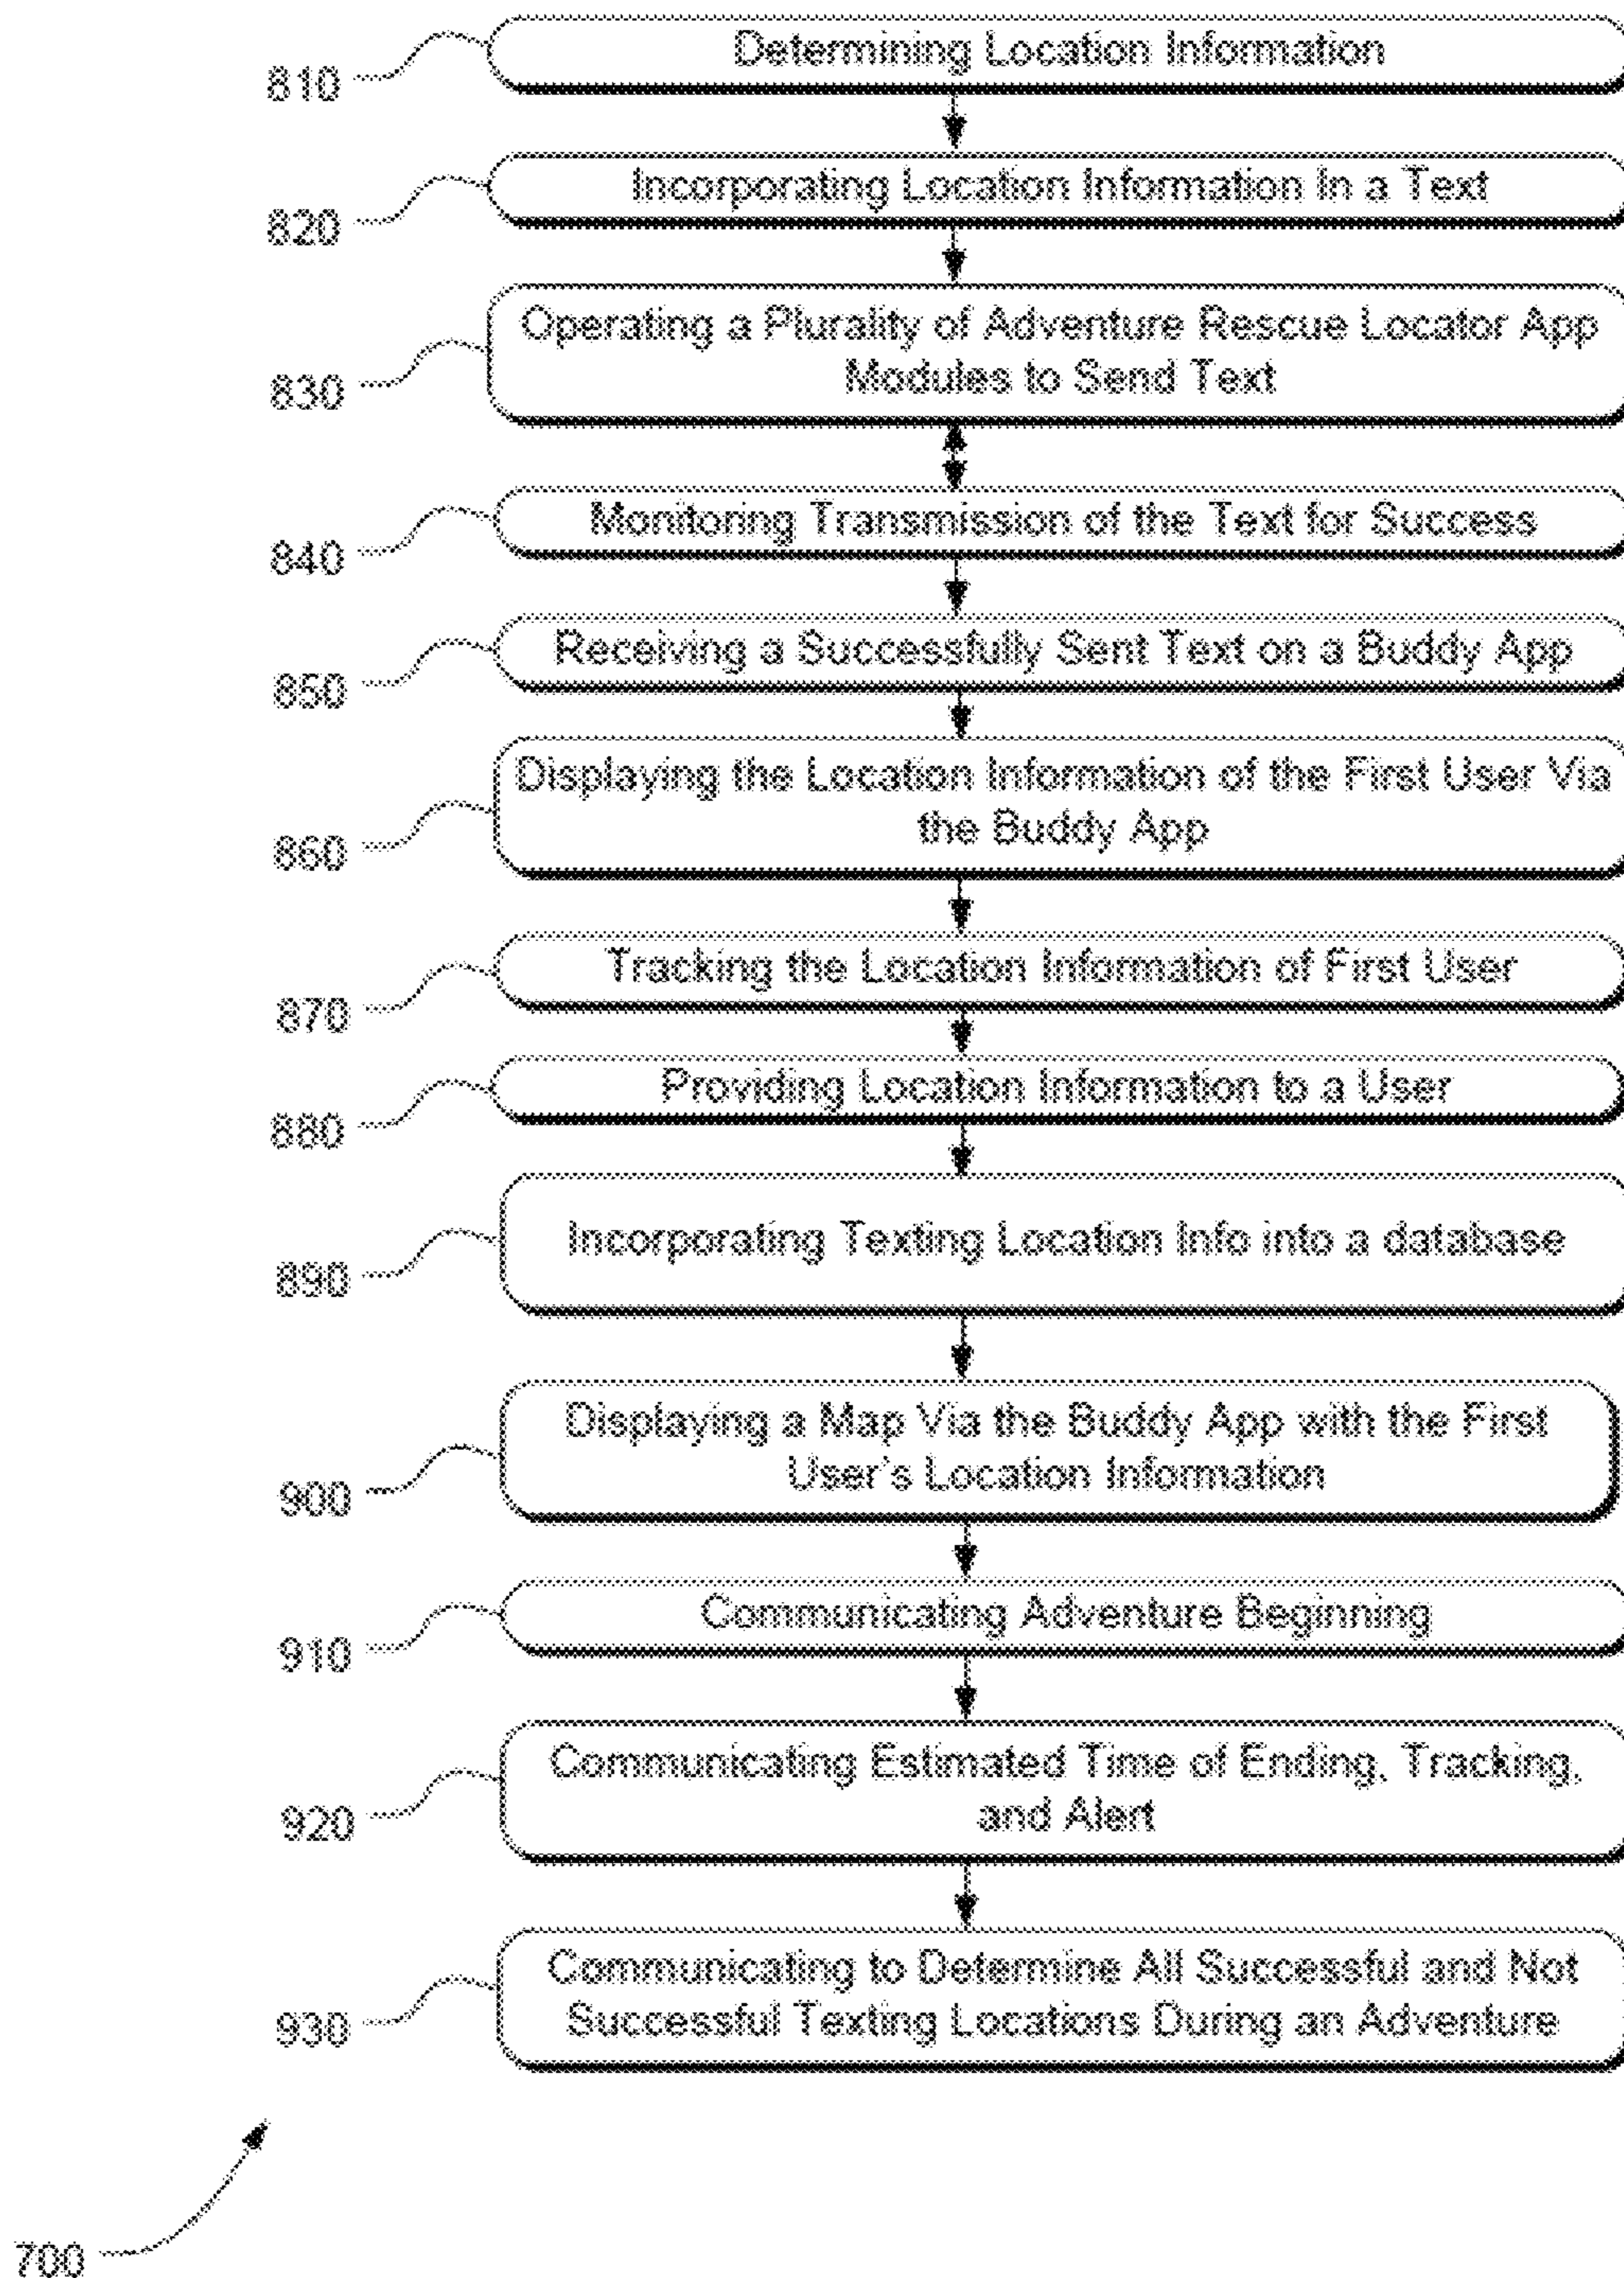 Determining Location Information
810
Incorporating Location Information In a Text
820
Operating a Plurality of Adventure Rescue Locator App
Modules to Send Text
830
Monitoring Transmission of the Text for Success
840
Receiving a Successfully Sent Text on a Buddy App
850
Displaying the Location Information of the First User Via
the Buddy App
860
Tracking the Location Information of First User
870
Providing Location Information to a User
880
Incorporating Texting Location Info into a database
890
Displaying a Map Via the Buddy App with the First
User's Location Information
900
Communicating Adventure Beginning
910
Communicating Estimated Time of Ending, Tracking,
and Alert
920
Communicating to Determine All Successful and Not
Successful Texting Locations During an Adventure
930
700